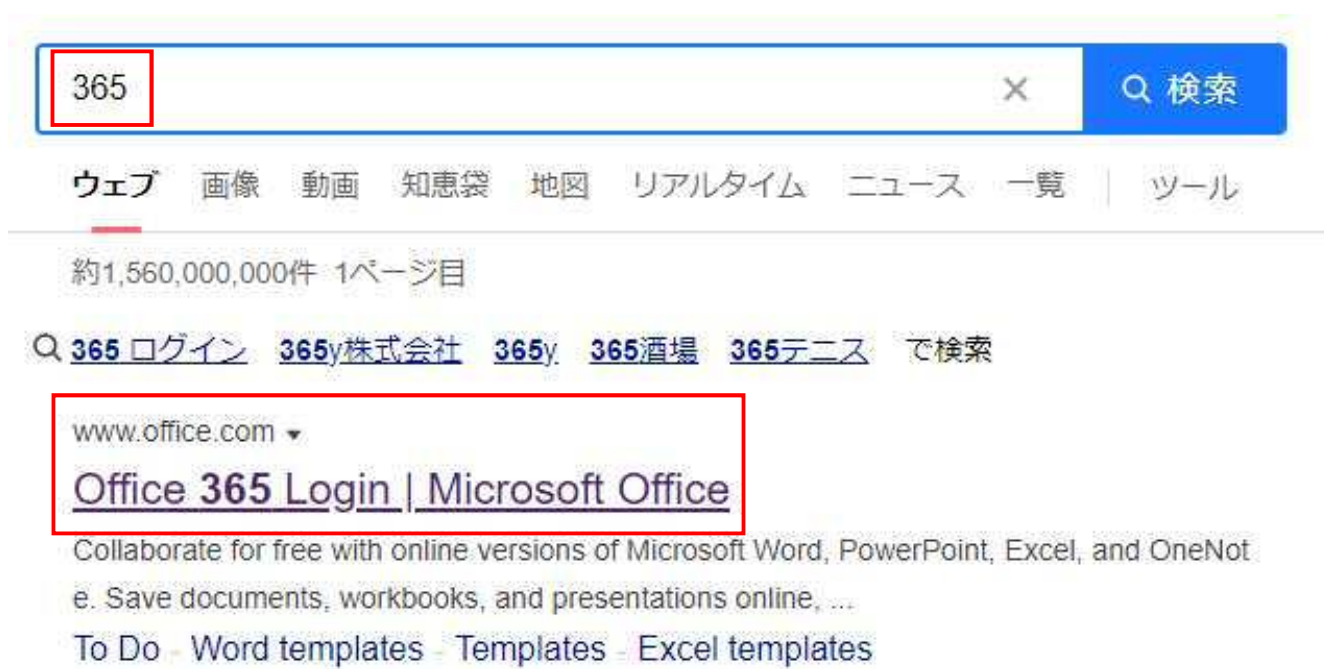 365 × 検索
ウェブ 画像 動画 知恵袋 地図 リアルタイム ニュース 一覧 ツール
約1,560,000,000件 1ページ目
365 ログイン 365y株式会社 365y 365酒場 365テニス で検索
www.office.com
Office 365 Login | Microsoft Office
Collaborate for free with online versions of Microsoft Word, PowerPoint, Excel, and OneNot
e. Save documents, workbooks, and presentations online, ...
To Do - Word templates - Templates - Excel templates